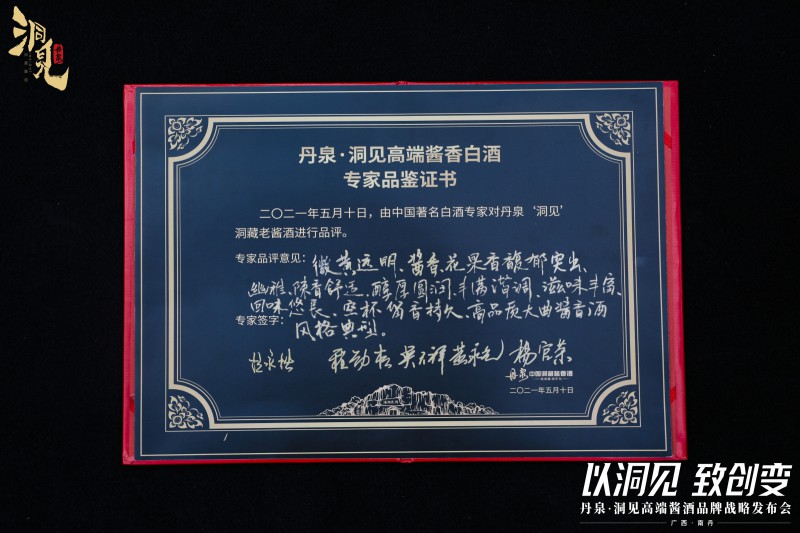 洞见
丹泉·洞见高端酱香白酒
专家品鉴证书
二〇二一年五月十日，由中国著名白酒专家对丹泉‘洞见’
洞藏老酱酒进行品评。
专家品评意见：微黄透明、酱香、花果香馥郁突出、
幽雅、陈香舒适、醇厚圆润、丰满滑润、滋味丰富、
回味悠长、空杯留香持久、高品质大曲酱香酒
风格典型。
专家签字：
杨官荣
丹泉 中国洞藏酱香酒
二〇二一年五月十日
以洞见 致创变
丹泉·洞见高端酱酒品牌战略发布会
广西·南丹